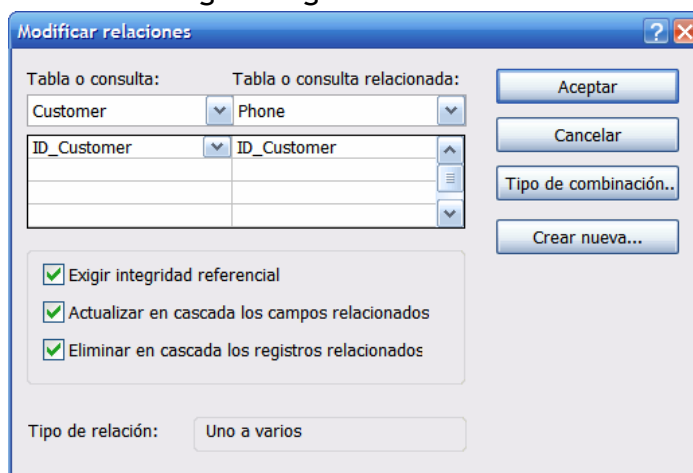 Modificar relaciones
Tabla o consulta: Tabla o consulta relacionada:
Customer Phone
ID_Customer ID_Customer
Exigir integridad referencial
Actualizar en cascada los campos relacionados
Eliminar en cascada los registros relacionados
Tipo de relación: Uno a varios
Aceptar
Cancelar
Tipo de combinación..
Crear nueva...